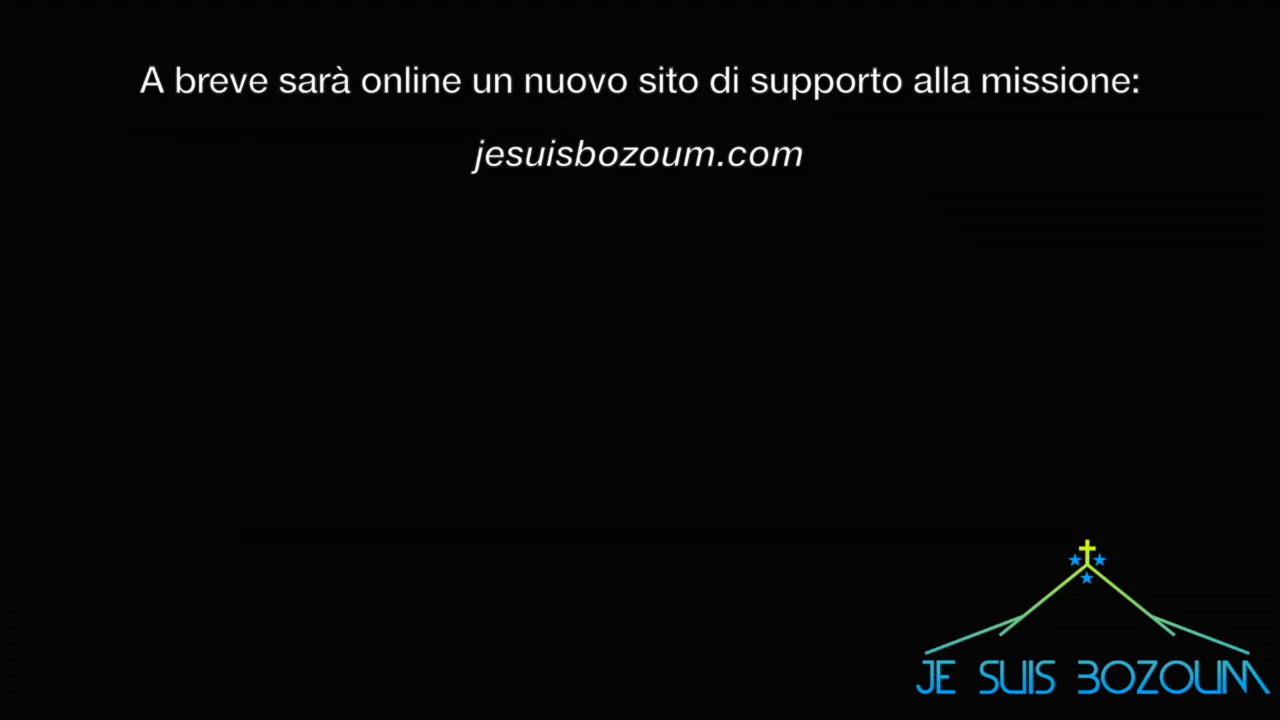 A breve sarà online un nuovo sito di supporto alla missione:
jesuisbozoum.com
JE SUIS BOZOUM